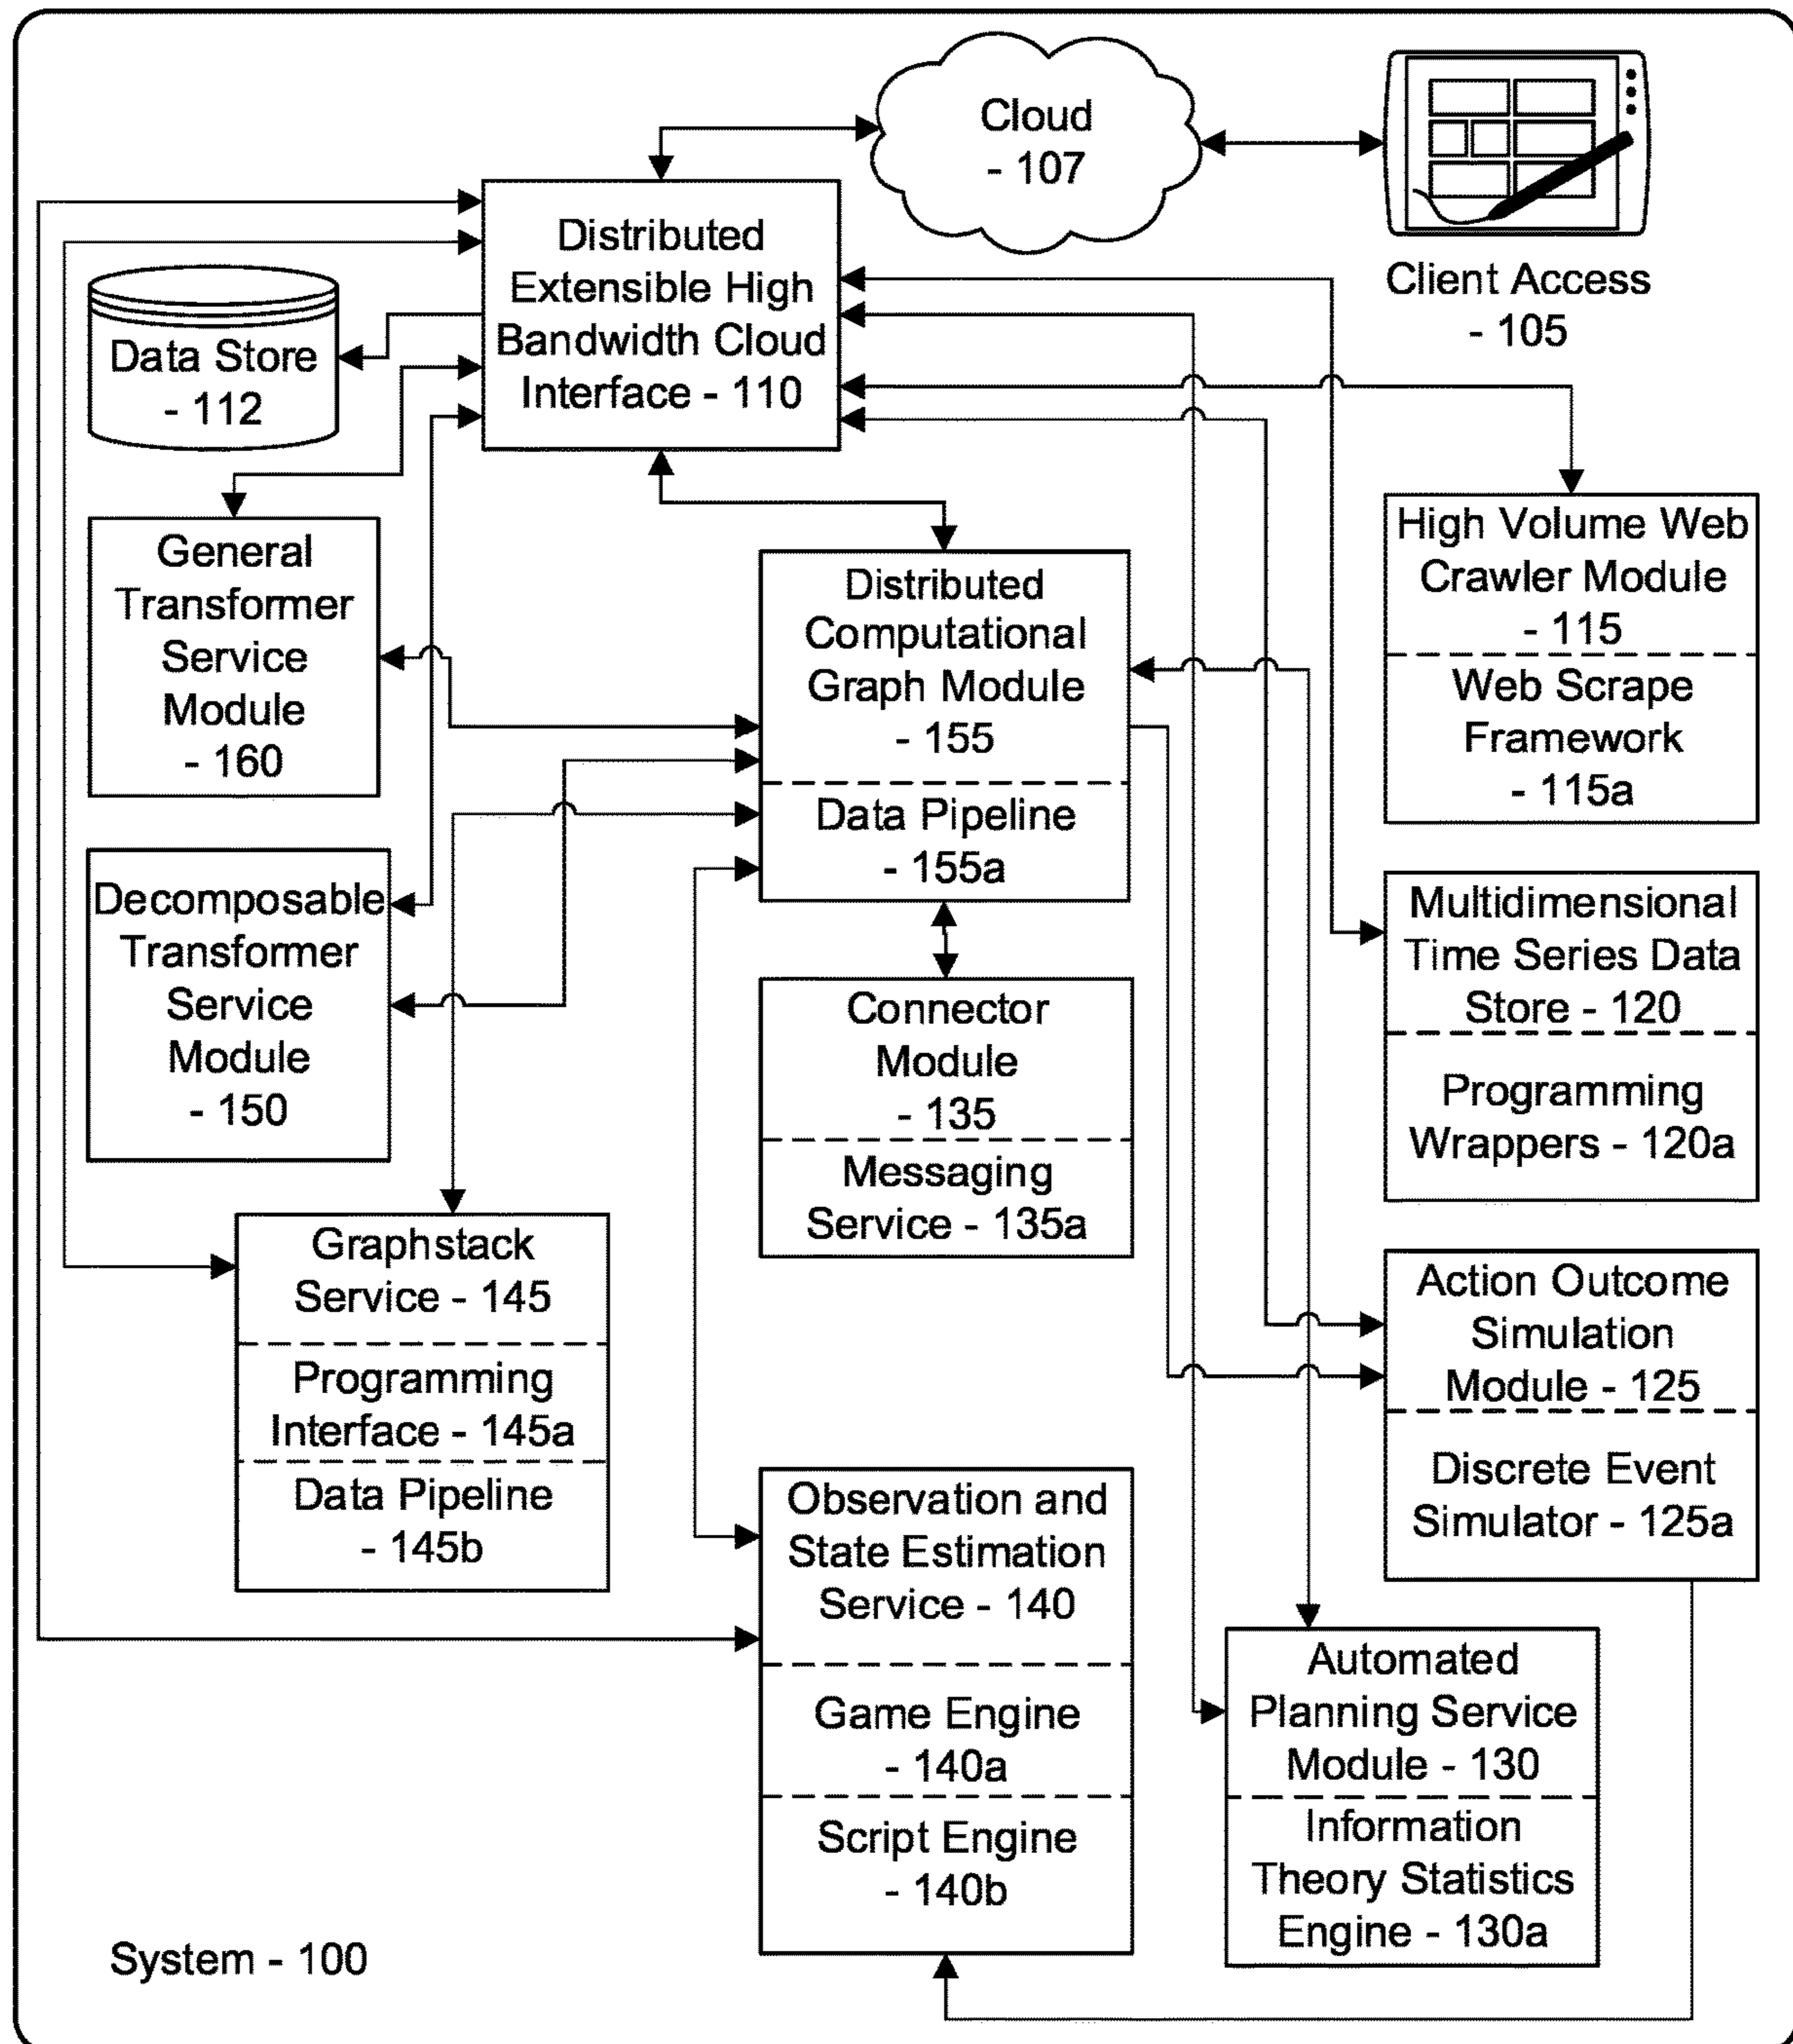 Cloud
- 107
Client Access
- 105
Distributed
Extensible High
Bandwidth Cloud
Interface - 110
Data Store
- 112
General
Transformer
Service
Module
- 160
Distributed
Computational
Graph Module
- 155
Data Pipeline
- 155a
High Volume Web
Crawler Module
- 115
Web Scrape
Framework
- 115a
Decomposable
Transformer
Service
Module
- 150
Connector
Module
- 135
Messaging
Service - 135a
Multidimensional
Time Series Data
Store - 120
Programming
Wrappers - 120a
Graphstack
Service - 145
Programming
Interface - 145a
Data Pipeline
- 145b
Action Outcome
Simulation
Module - 125
Discrete Event
Simulator - 125a
Observation and
State Estimation
Service - 140
Game Engine
- 140a
Script Engine
- 140b
Automated
Planning Service
Module - 130
Information
Theory Statistics
Engine - 130a
System - 100